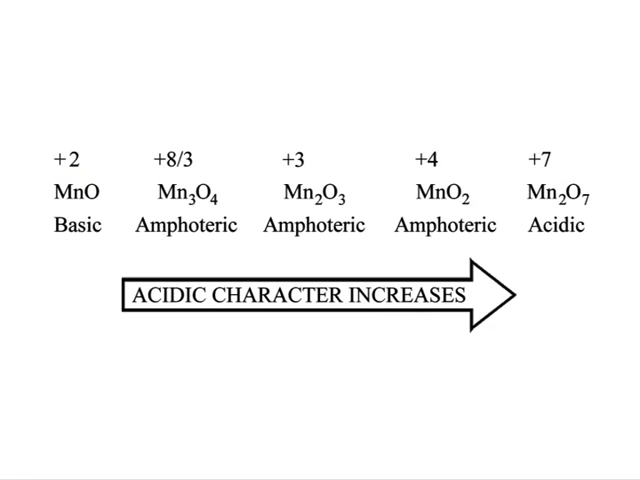 +2 +8/3 +3 +4 +7
MnO Mn₃O₄ Mn₂O₃ MnO₂ Mn₂O₇
Basic Amphoteric Amphoteric Amphoteric Acidic
ACIDIC CHARACTER INCREASES